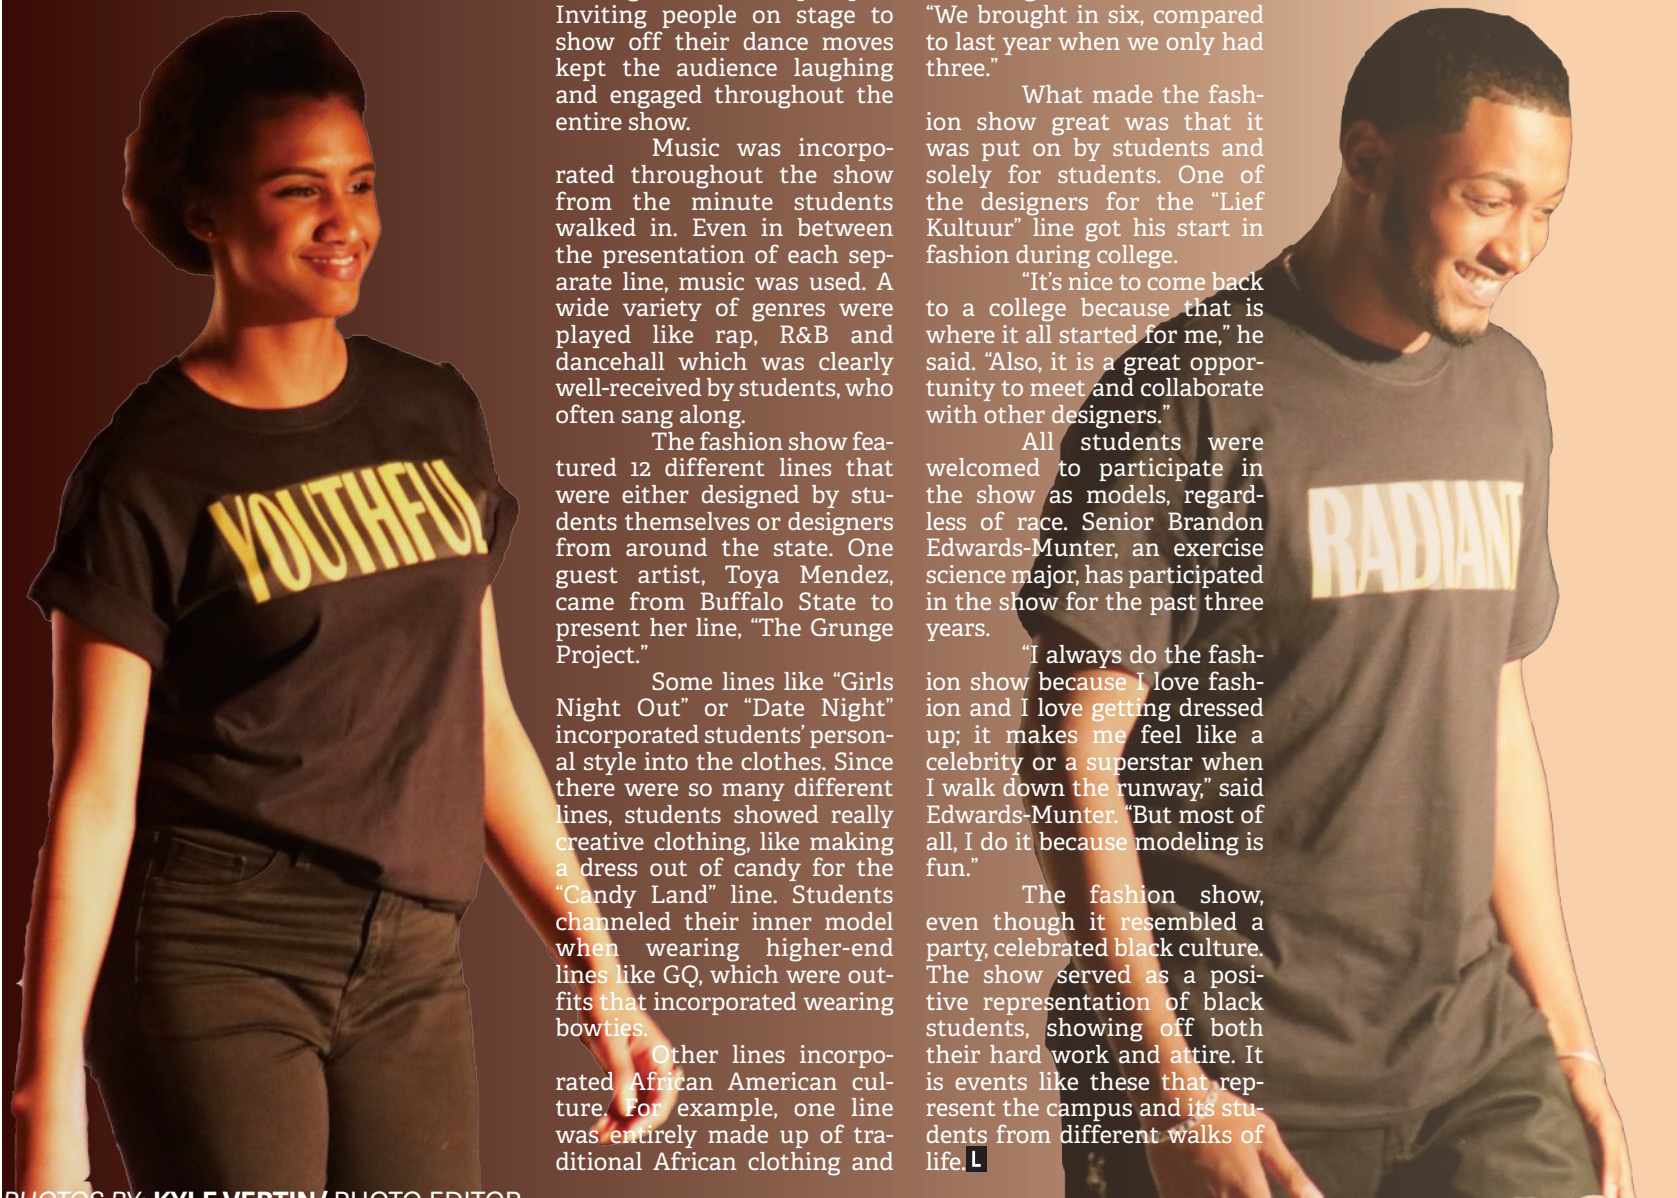 Inviting people on stage to
show off their dance moves
kept the audience laughing
and engaged throughout the
entire show.
Music was incorpo-
rated throughout the show
from the minute students
walked in. Even in between
the presentation of each sep-
arate line, music was used. A
wide variety of genres were
played like rap, R&B and
dancehall which was clearly
well-received by students, who
often sang along.
The fashion show fea-
tured 12 different lines that
were either designed by stu-
dents themselves or designers
from around the state. One
guest artist, Toya Mendez,
came from Buffalo State to
present her line, “The Grunge
Project.”
Some lines like “Girls
Night Out” or “Date Night”
incorporated students’ person-
al style into the clothes. Since
there were so many different
lines, students showed really
creative clothing, like making
a dress out of candy for the
“Candy Land” line. Students
channeled their inner model
when wearing higher-end
lines like GQ, which were out-
fits that incorporated wearing
bowties.
Other lines incorpo-
rated African American cul-
ture. For example, one line
was entirely made up of tra-
ditional African clothing and
“We brought in six, compared
to last year when we only had
three.”
What made the fash-
ion show great was that it
was put on by students and
solely for students. One of
the designers for the “Lief
Kultuur” line got his start in
fashion during college.
“It’s nice to come back
to a college because that is
where it all started for me,” he
said. “Also, it is a great oppor-
tunity to meet and collaborate
with other designers.”
All students were
welcomed to participate in
the show as models, regard-
less of race. Senior Brandon
Edwards-Munter, an exercise
science major, has participated
in the show for the past three
years.
“I always do the fash-
ion show because I love fash-
ion and I love getting dressed
up; it makes me feel like a
celebrity or a superstar when
I walk down the runway,” said
Edwards-Munter. “But most of
all, I do it because modeling is
fun.”
The fashion show,
even though it resembled a
party, celebrated black culture.
The show served as a posi-
tive representation of black
students, showing off both
their hard work and attire. It
is events like these that rep-
resent the campus and its stu-
dents from different walks of
life. L
YOUTHFUL
RADIANT
PHOTOS BY: KYLE VERTIN/ PHOTO EDITOR